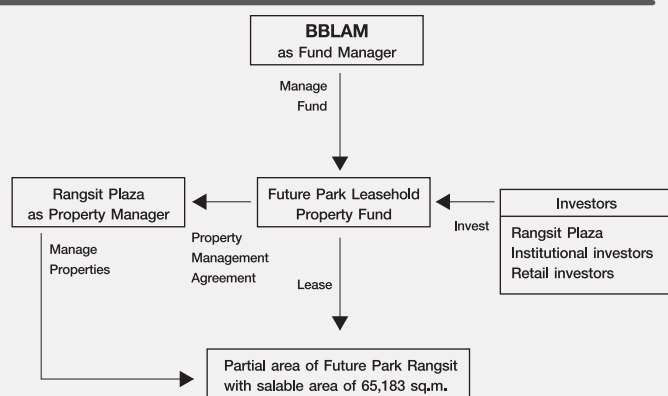 BBLAM
as Fund Manager
Manage
Fund
Rangsit Plaza
as Property Manager
Future Park Leasehold
Property Fund
Investors
Rangsit Plaza
Institutional investors
Retail investors
Invest
Property
Management
Agreement
Manage
Properties
Lease
Partial area of Future Park Rangsit
with salable area of 65,183 sq.m.